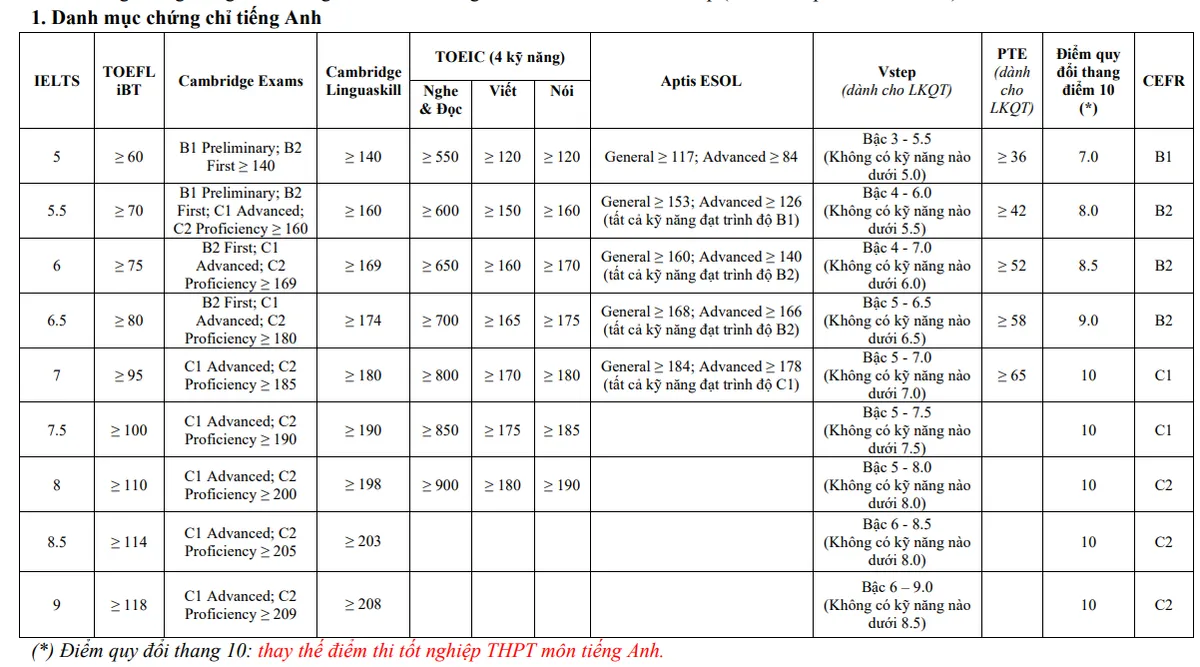 1. Danh mục chứng chỉ tiếng Anh
IELTS
TOEFL
iBT
Cambridge Exams
Cambridge
Linguaskill
TOEIC (4 kỹ năng)
Nghe
& Đọc
Viết
Nói
Aptis ESOL
Vstep
(dành cho LKQT)
PTE
(dành
cho
LKQT)
Điểm quy
đổi thang
điểm 10
(*)
CEFR
5
≥ 60
B1 Preliminary; B2
First ≥ 140
≥ 140
≥ 550
≥ 120
≥ 120
General ≥ 117; Advanced ≥ 84
Bậc 3 - 5.5
(Không có kỹ năng nào
dưới 5.0)
≥ 36
7.0
B1
5.5
≥ 70
B1 Preliminary; B2
First; C1 Advanced;
C2 Proficiency ≥ 160
≥ 160
≥ 600
≥ 150
≥ 160
General ≥ 153; Advanced ≥ 126
(tất cả kỹ năng đạt trình độ B1)
Bậc 4 - 6.0
(Không có kỹ năng nào
dưới 5.5)
≥ 42
8.0
B2
6
≥ 75
B2 First; C1
Advanced; C2
Proficiency ≥ 169
≥ 169
≥ 650
≥ 160
≥ 170
General ≥ 160; Advanced ≥ 140
(tất cả kỹ năng đạt trình độ B2)
Bậc 4 - 7.0
(Không có kỹ năng nào
dưới 6.0)
≥ 52
8.5
B2
6.5
≥ 80
B2 First; C1
Advanced; C2
Proficiency ≥ 180
≥ 174
≥ 700
≥ 165
≥ 175
General ≥ 168; Advanced ≥ 166
(tất cả kỹ năng đạt trình độ B2)
Bậc 5 - 6.5
(Không có kỹ năng nào
dưới 6.5)
≥ 58
9.0
B2
7
≥ 95
C1 Advanced; C2
Proficiency ≥ 185
≥ 180
≥ 800
≥ 170
≥ 180
General ≥ 184; Advanced ≥ 178
(tất cả kỹ năng đạt trình độ C1)
Bậc 5 - 7.0
(Không có kỹ năng nào
dưới 7.0)
≥ 65
10
C1
7.5
≥ 100
C1 Advanced; C2
Proficiency ≥ 190
≥ 190
≥ 850
≥ 175
≥ 185
Bậc 5 - 7.5
(Không có kỹ năng nào
dưới 7.5)
10
C1
8
≥ 110
C1 Advanced; C2
Proficiency ≥ 200
≥ 198
≥ 900
≥ 180
≥ 190
Bậc 5 - 8.0
(Không có kỹ năng nào
dưới 8.0)
10
C2
8.5
≥ 114
C1 Advanced; C2
Proficiency ≥ 205
≥ 203
Bậc 6 - 8.5
(Không có kỹ năng nào
dưới 8.0)
10
C2
9
≥ 118
C1 Advanced; C2
Proficiency ≥ 209
≥ 208
Bậc 6 – 9.0
(Không có kỹ năng nào
dưới 8.5)
10
C2
(*) Điểm quy đổi thang 10: thay thế điểm thi tốt nghiệp THPT môn tiếng Anh.